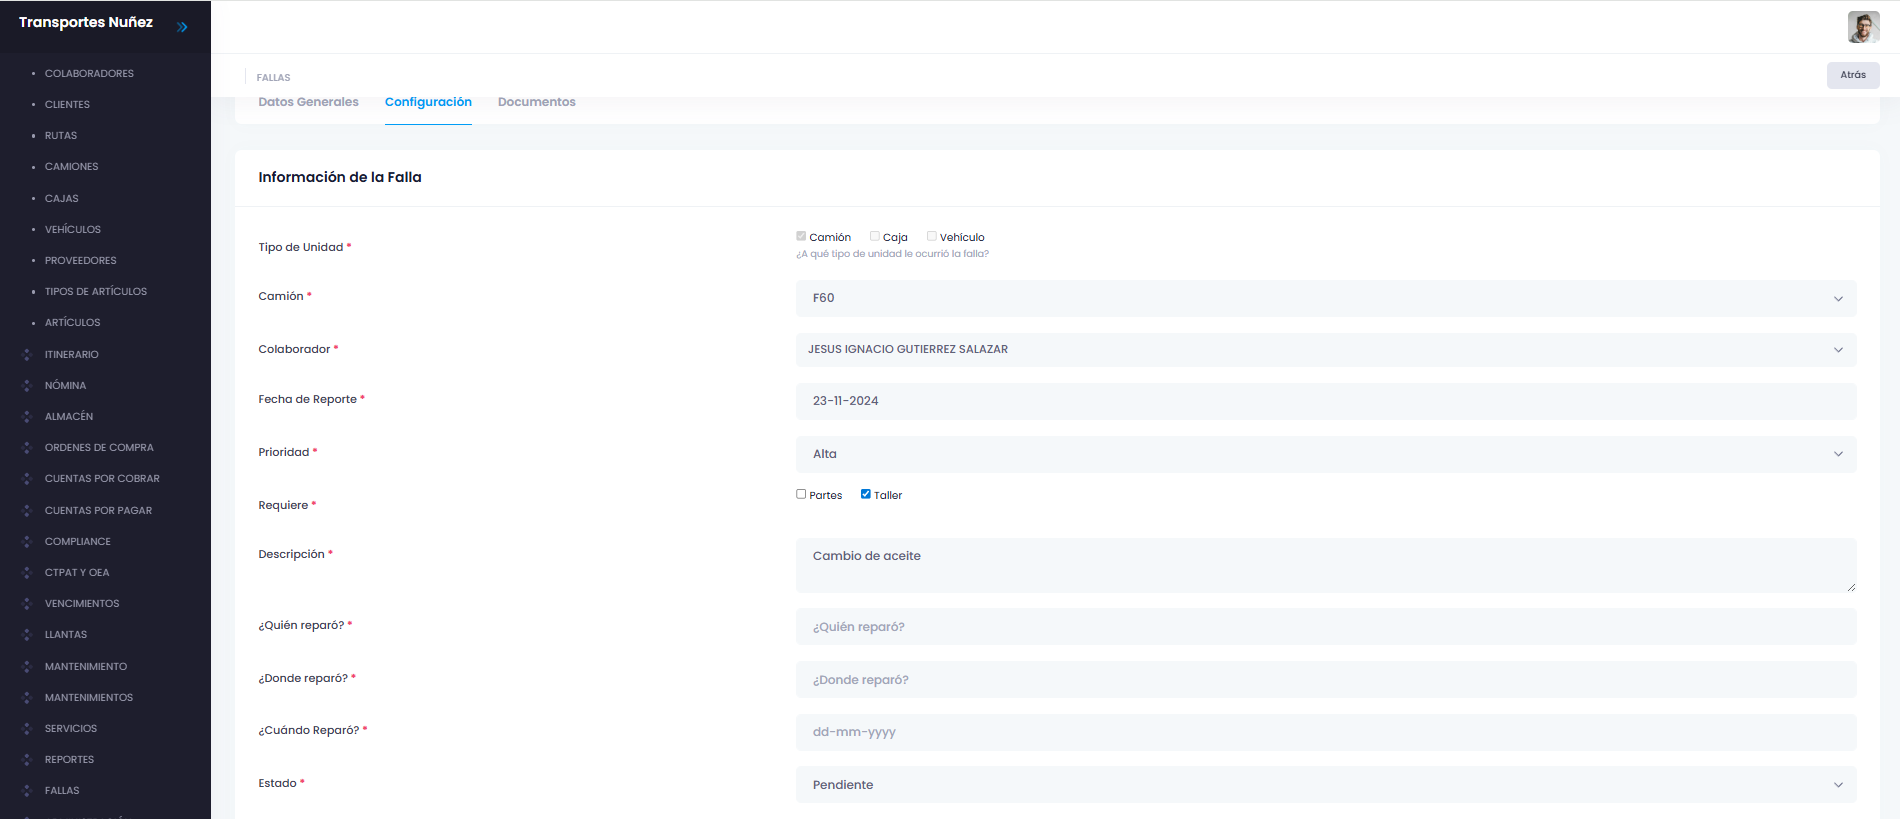 Transportes Nuñez
COLABORADORES
CLIENTES
RUTAS
CAMIONES
CAJAS
VEHÍCULOS
PROVEEDORES
TIPOS DE ARTÍCULOS
ARTÍCULOS
ITINERARIO
NÓMINA
ALMACÉN
ORDENES DE COMPRA
CUENTAS POR COBRAR
CUENTAS POR PAGAR
COMPLIANCE
CTPAT Y OEA
VENCIMIENTOS
LLANTAS
MANTENIMIENTO
MANTENIMIENTOS
SERVICIOS
REPORTES
FALLAS
FALLAS
Atrás
Datos Generales Configuración Documentos
Información de la Falla
Tipo de Unidad * Camión Caja Vehículo
¿A qué tipo de unidad le ocurrió la falla?
Camión * F60
Colaborador * JESUS IGNACIO GUTIERREZ SALAZAR
Fecha de Reporte * 23-11-2024
Prioridad * Alta
Requiere * Partes Taller
Descripción * Cambio de aceite
¿Quién reparó? * ¿Quién reparó?
¿Donde reparó? * ¿Donde reparó?
¿Cuándo Reparó? * dd-mm-yyyy
Estado * Pendiente